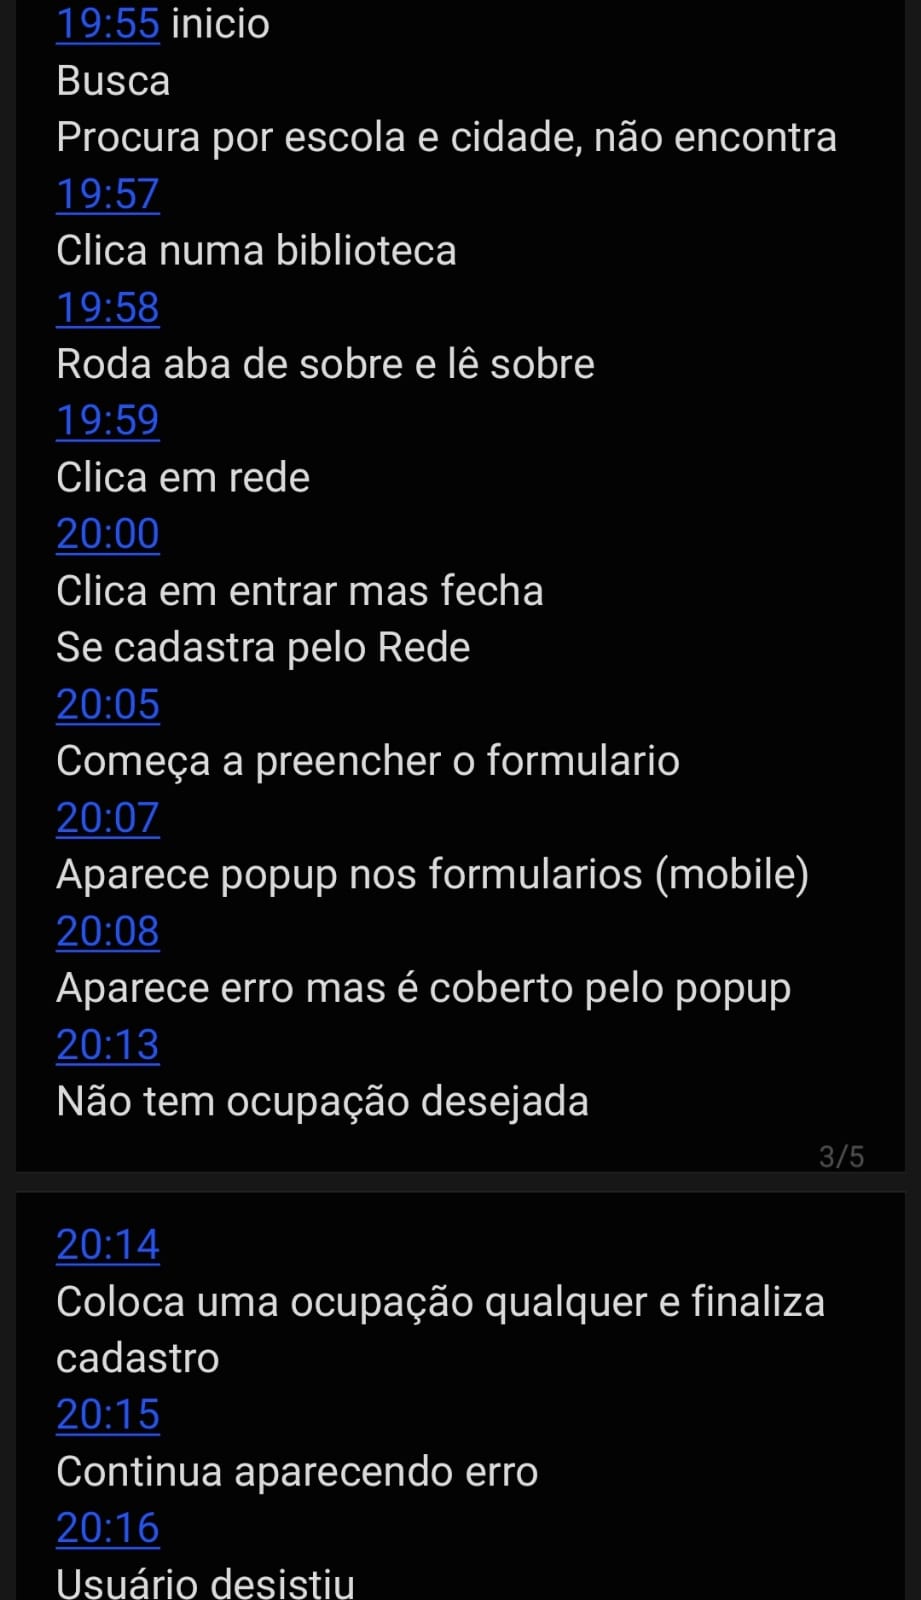 19:55 inicio
Busca
Procura por escola e cidade, não encontra
19:57
Clica numa biblioteca
19:58
Roda aba de sobre e lê sobre
19:59
Clica em rede
20:00
Clica em entrar mas fecha
Se cadastra pelo Rede
20:05
Começa a preencher o formulario
20:07
Aparece popup nos formularios (mobile)
20:08
Aparece erro mas é coberto pelo popup
20:13
Não tem ocupação desejada
3/5
20:14
Coloca uma ocupação qualquer e finaliza
cadastro
20:15
Continua aparecendo erro
20:16
Usuário desistiu